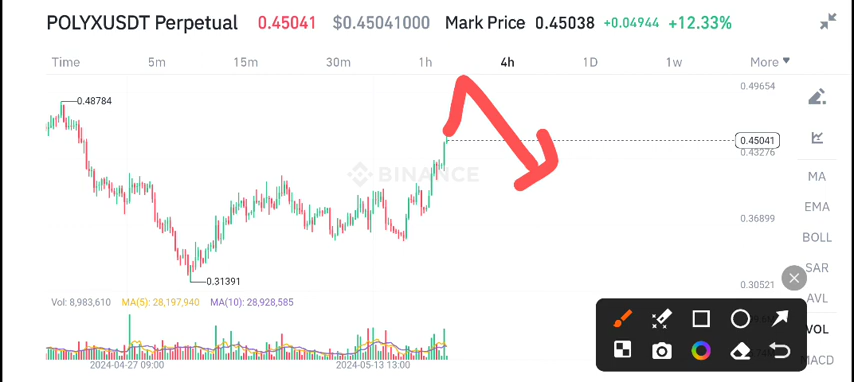 POLYXUSDT Perpetual 0.45041 $0.45041000 Mark Price 0.45038 +0.04944 +12.33%
Time 5m 15m 30m 1h 4h 1D 1w More
0.49654
0.48784
0.45041
0.43276
BINANCE
MA
EMA
0.36899
BOLL
SAR
0.31391
0.30521
AVL
Vol: 8,983,610 MA(5): 28,197,940 MA(10): 28,928,585
VOL
MACD
2024-04-27 09:00 2024-05-13 13:00